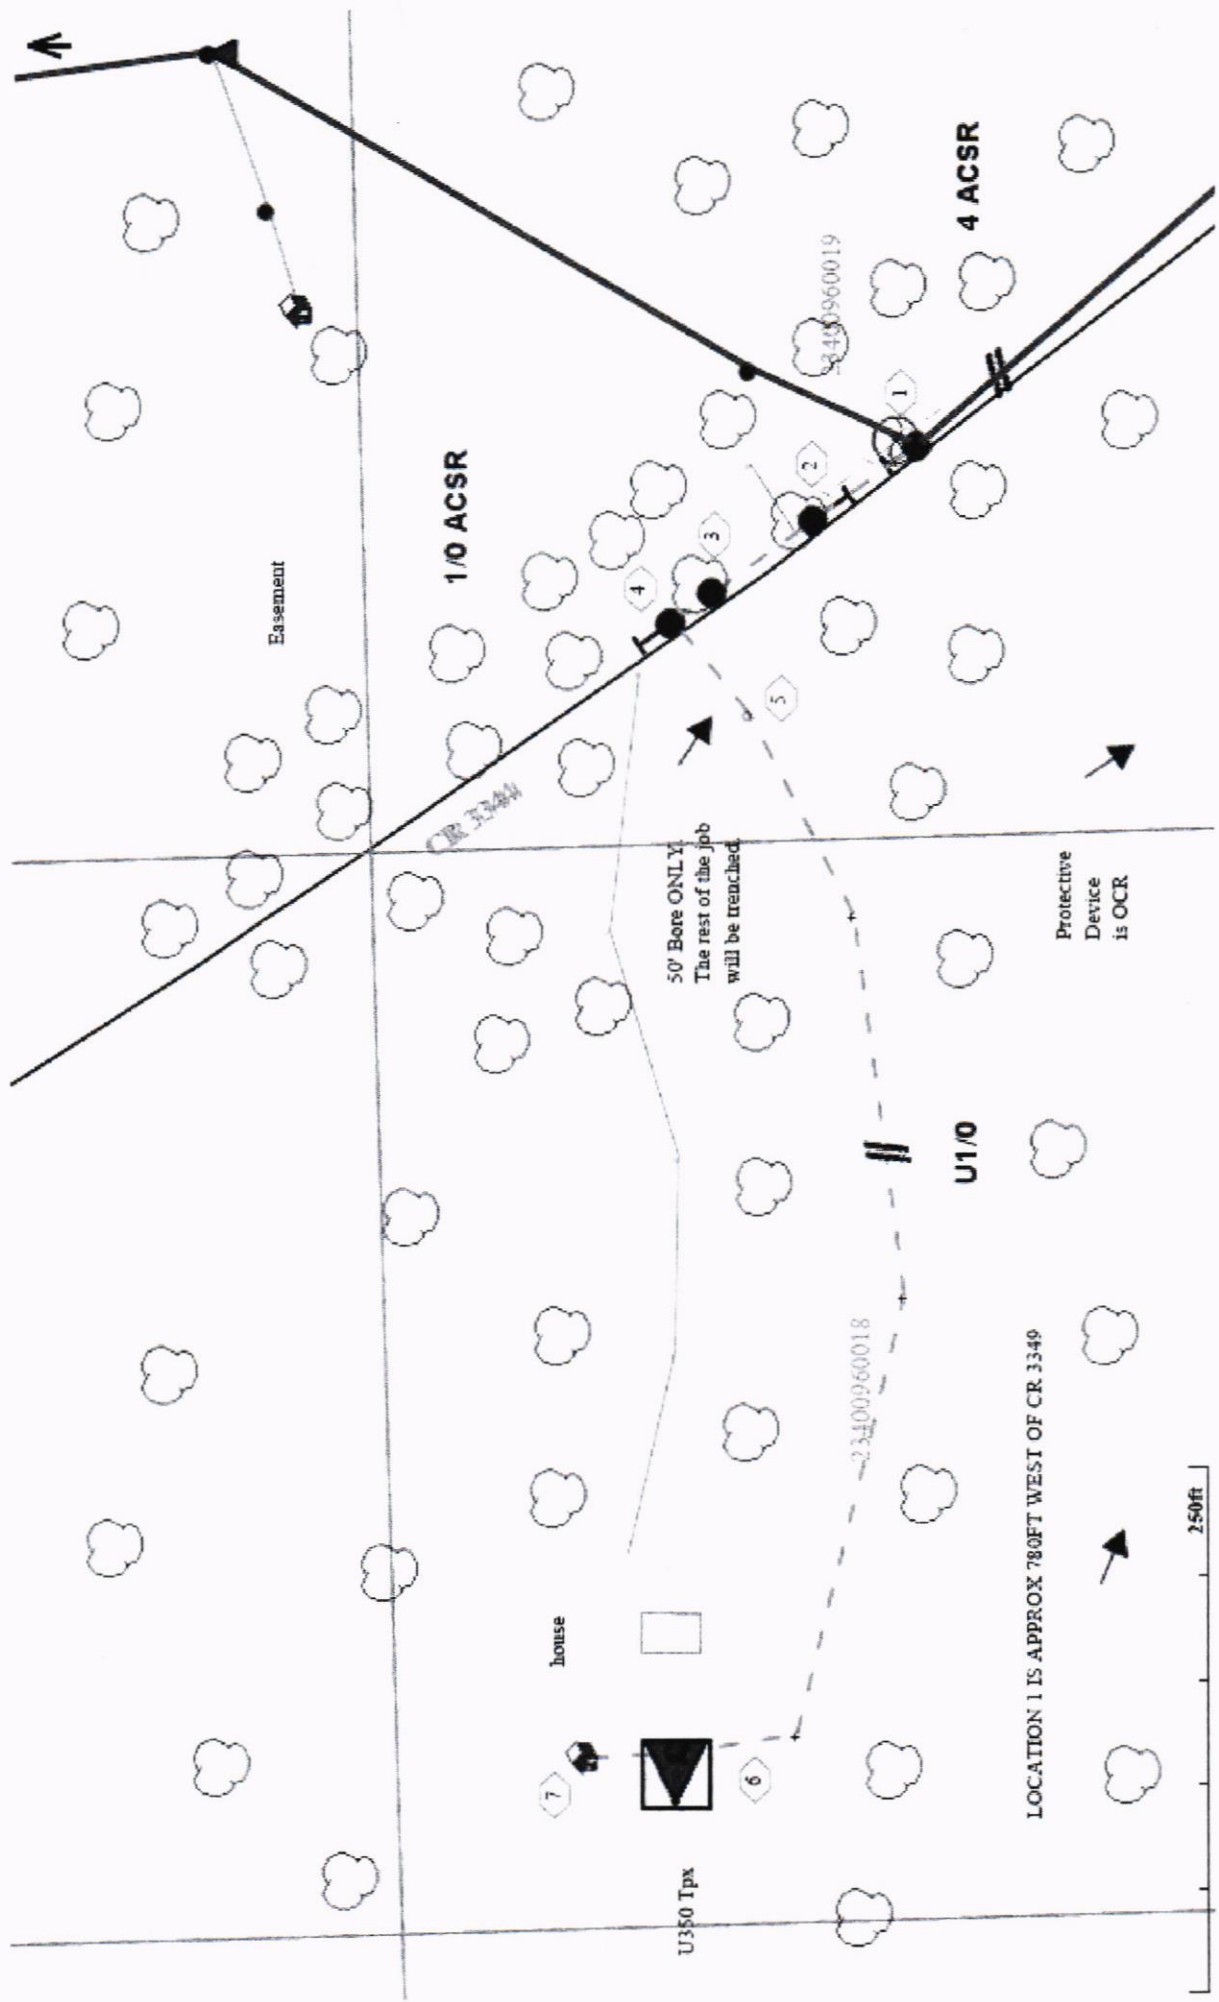 Easement
1/0 ACSR
4 ACSR
23400960019
1
2
3
4
5
CR 3344
50' Bore ONLY.
The rest of the job
will be trenched.
Protective
Device
is OCR
U1/0
23400960018
house
7
6
U350 Tpx
LOCATION 1 IS APPROX 780FT WEST OF CR 3349
250ft